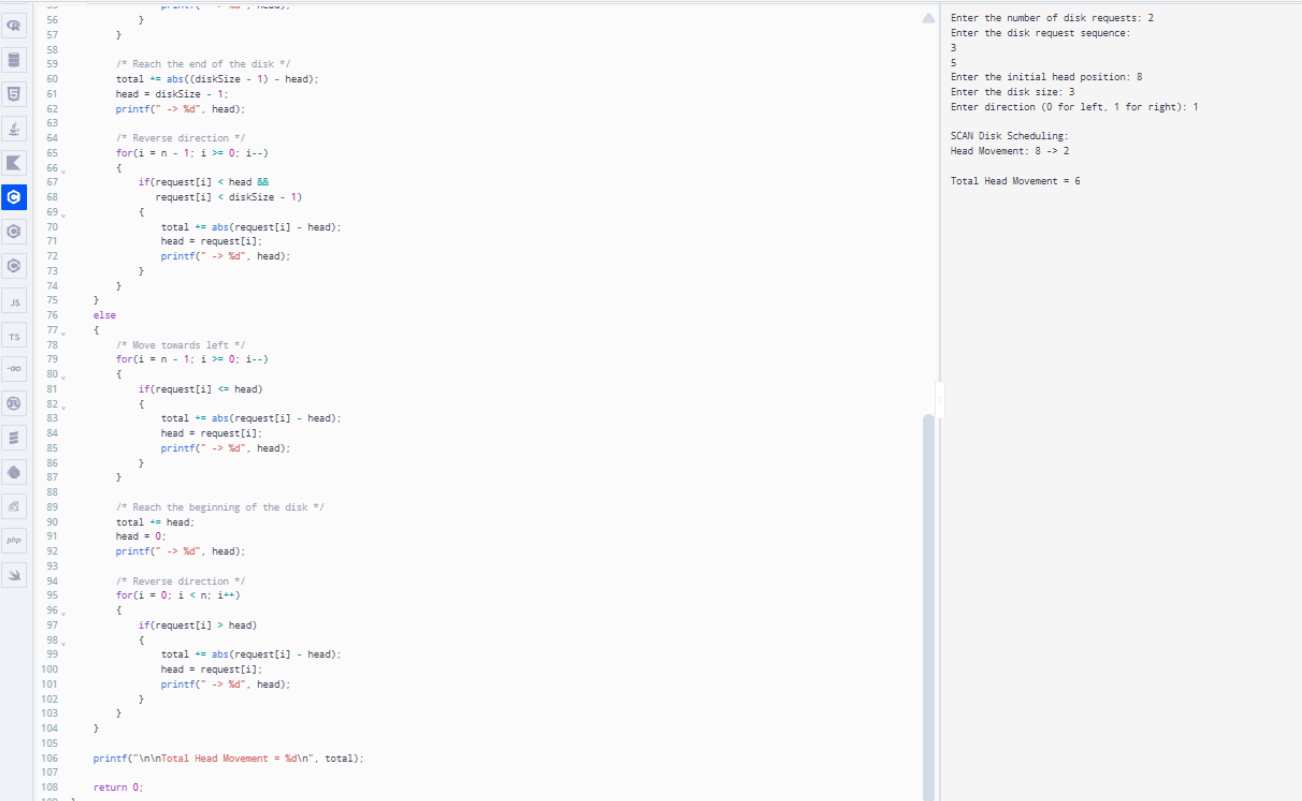 JS
TS
php
56 }
57 }
58
59 /* Reach the end of the disk */
60 total += abs((diskSize - 1) - head);
61 head = diskSize - 1;
62 printf(" -> %d", head);
63
64 /* Reverse direction */
65 for(i = n - 1; i >= 0; i--)
66 {
67 if(request[i] < head &&
68 request[i] < diskSize - 1)
69 {
70 total += abs(request[i] - head);
71 head = request[i];
72 printf(" -> %d", head);
73 }
74 }
75 }
76 else
77 {
78 /* Move towards left */
79 for(i = n - 1; i >= 0; i--)
80 {
81 if(request[i] <= head)
82 {
83 total += abs(request[i] - head);
84 head = request[i];
85 printf(" -> %d", head);
86 }
87 }
88
89 /* Reach the beginning of the disk */
90 total += head;
91 head = 0;
92 printf(" -> %d", head);
93
94 /* Reverse direction */
95 for(i = 0; i < n; i++)
96 {
97 if(request[i] > head)
98 {
99 total += abs(request[i] - head);
100 head = request[i];
101 printf(" -> %d", head);
102 }
103 }
104 }
105
106 printf("\n\nTotal Head Movement = %d\n", total);
107
108 return 0;
Enter the number of disk requests: 2
Enter the disk request sequence:
3
5
Enter the initial head position: 8
Enter the disk size: 3
Enter direction (0 for left, 1 for right): 1
SCAN Disk Scheduling:
Head Movement: 8 -> 2
Total Head Movement = 6